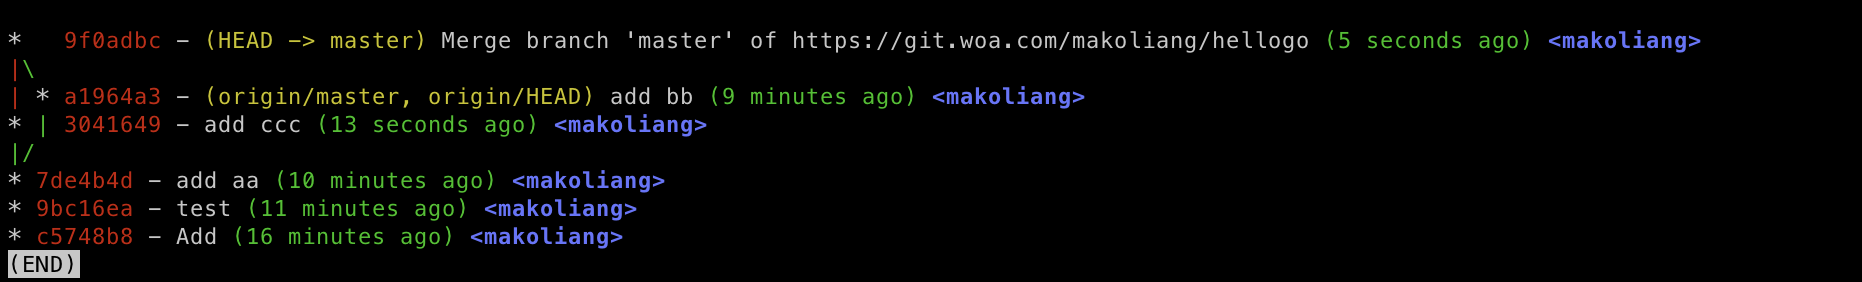 *   9f0adbc - (HEAD -> master) Merge branch 'master' of https://git.woa.com/makoliang/hellogo (5 seconds ago) <makoliang>
|\
| * a1964a3 - (origin/master, origin/HEAD) add bb (9 minutes ago) <makoliang>
* | 3041649 - add ccc (13 seconds ago) <makoliang>
|/
* 7de4b4d - add aa (10 minutes ago) <makoliang>
* 9bc16ea - test (11 minutes ago) <makoliang>
* c5748b8 - Add (16 minutes ago) <makoliang>
(END)